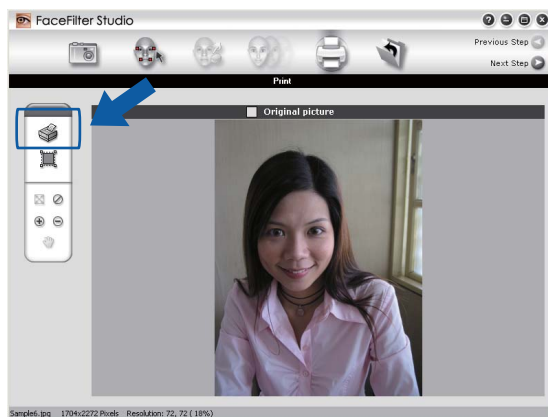 FaceFilter Studio
Previous Step
Next Step
Print
Original picture
Sample6.jpg 1704x2272 Pixels Resolution: 72, 72 ( 18%)